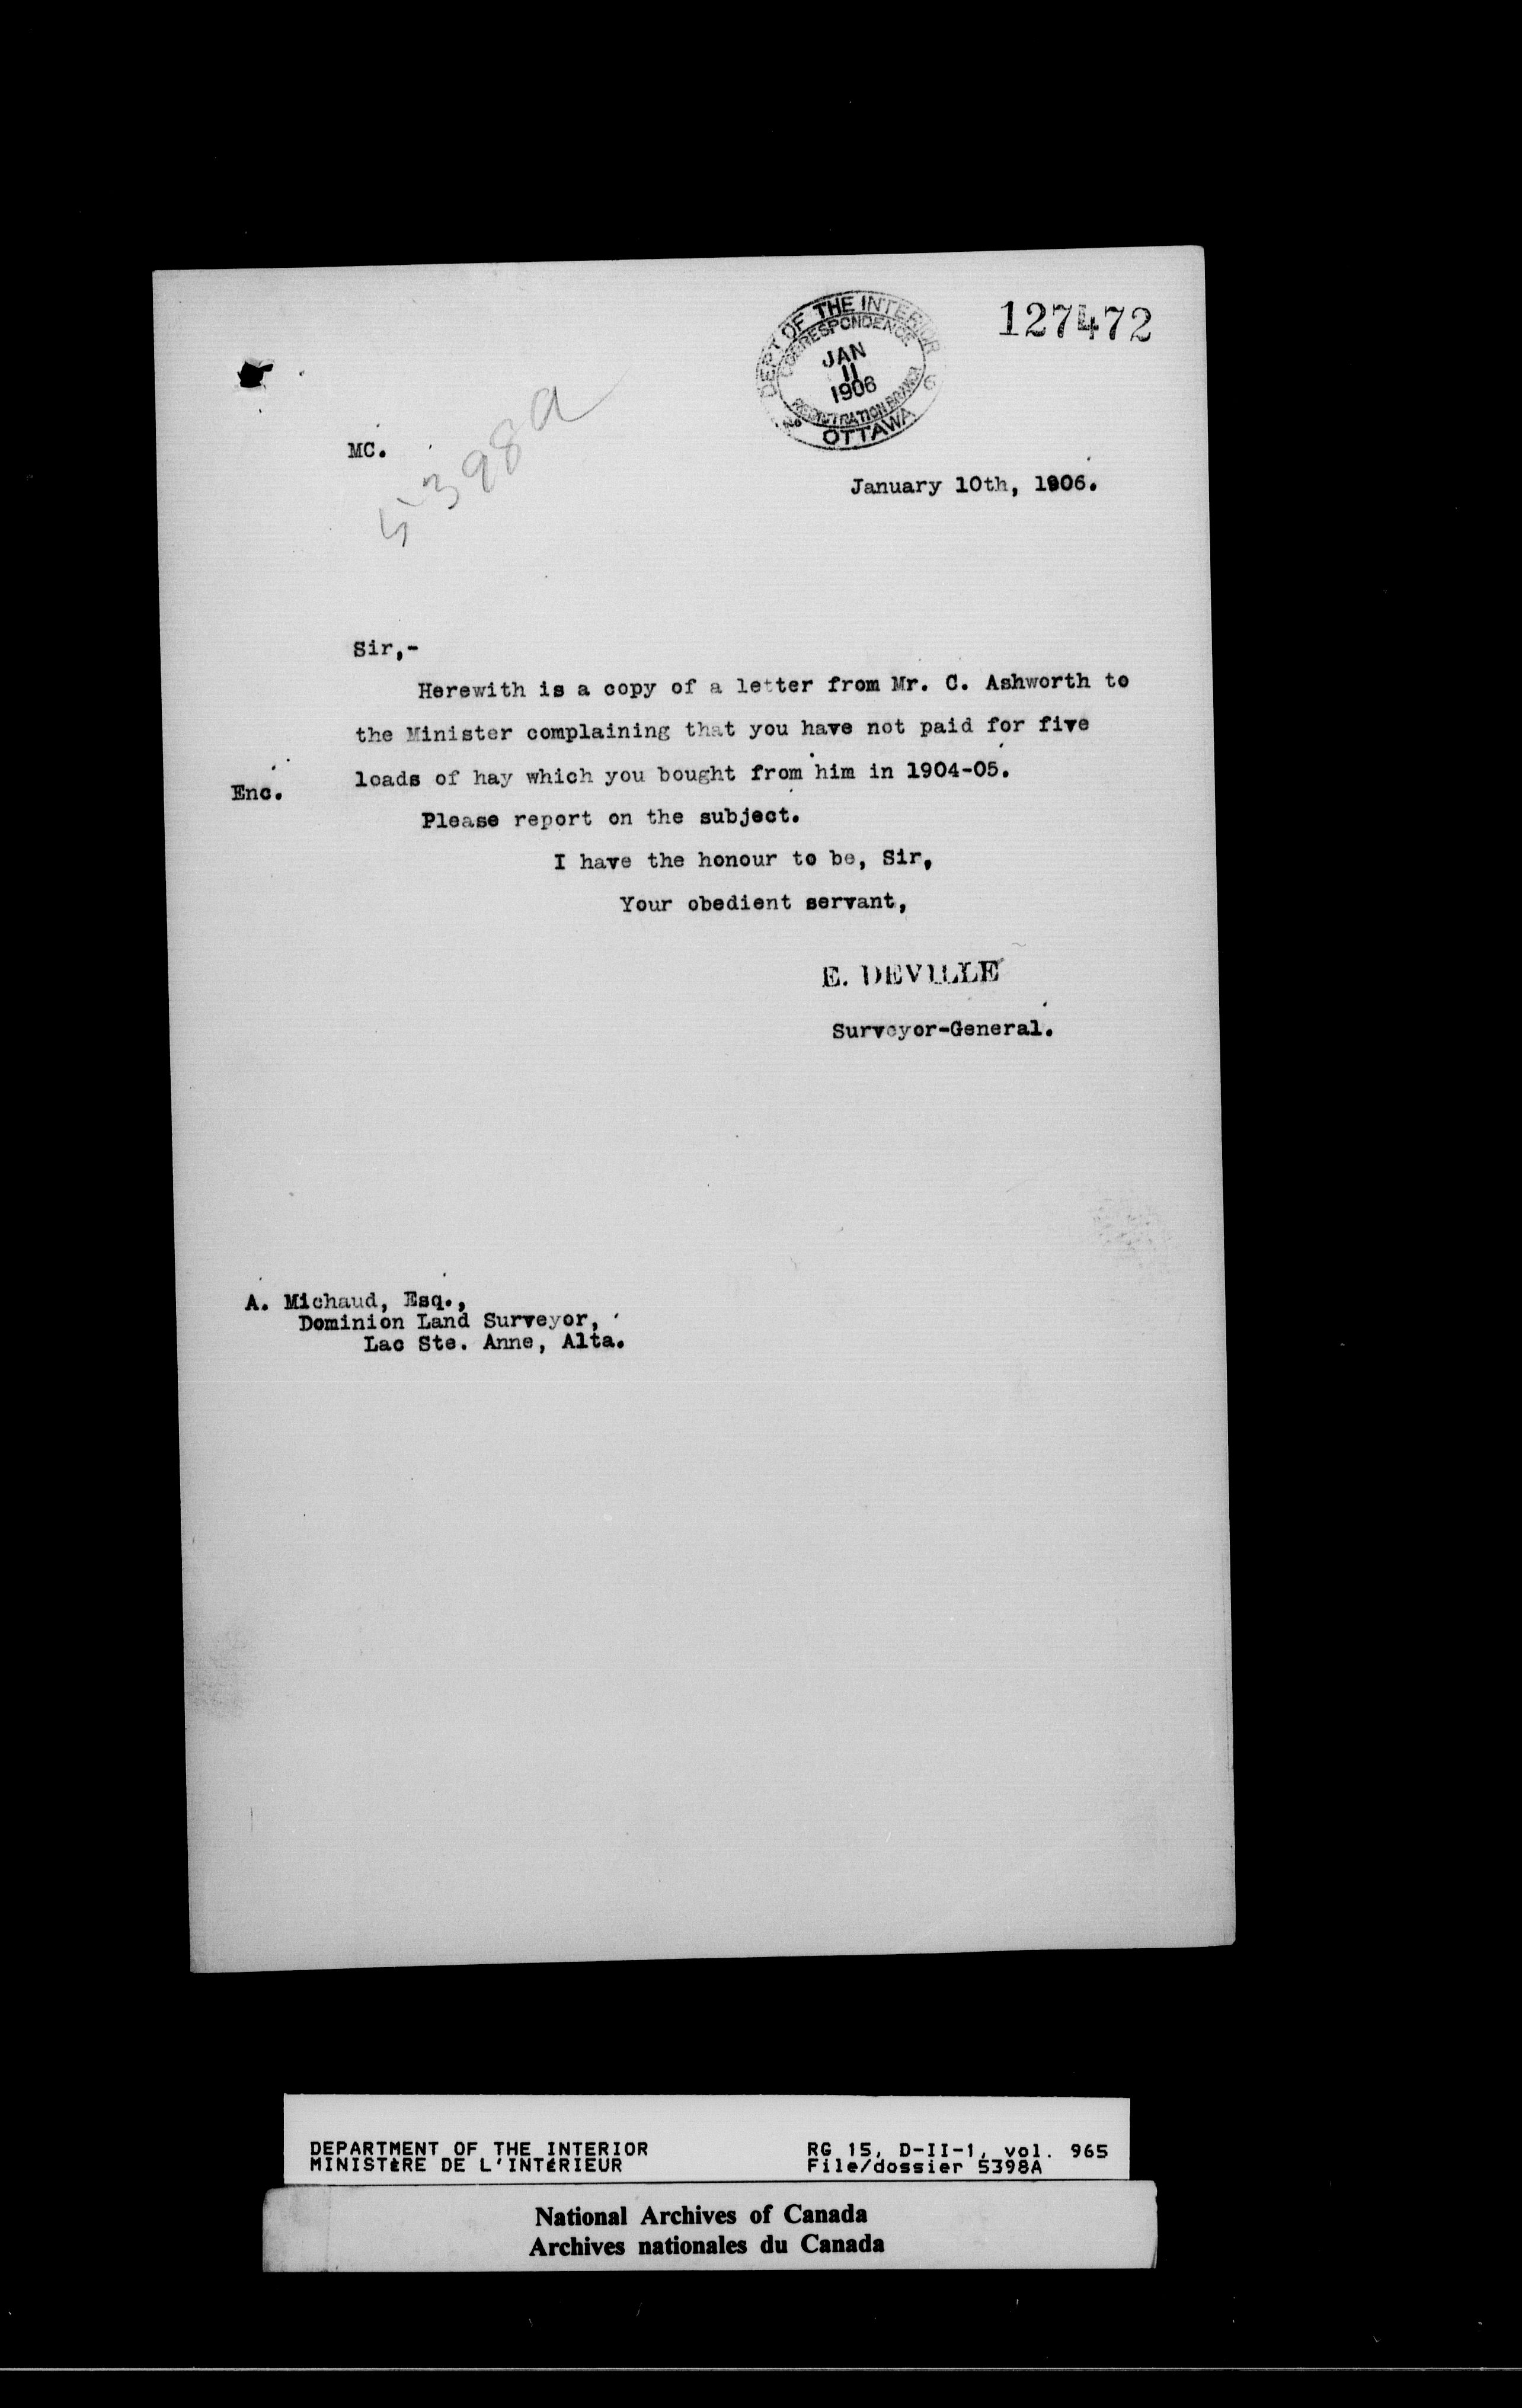 127472
DEPT OF THE INTERIOR
CORRESPONDENCE
JAN
11
1906
REGISTRATION BRANCH
OTTAWA
5398a
MC.
January 10th, 1906.
Sir,-
Herewith is a copy of a letter from Mr. C. Ashworth to
the Minister complaining that you have not paid for five
loads of hay which you bought from him in 1904-05.
Enc.
Please report on the subject.
I have the honour to be, Sir,
Your obedient servant,
E. DEVILLE
Surveyor-General.
A. Michaud, Esq.,
Dominion Land Surveyor,
Lac Ste. Anne, Alta.
DEPARTMENT OF THE INTERIOR
MINISTÈRE DE L'INTÉRIEUR
RG 15, D-II-1, vol. 965
File/dossier 5398A
National Archives of Canada
Archives nationales du Canada